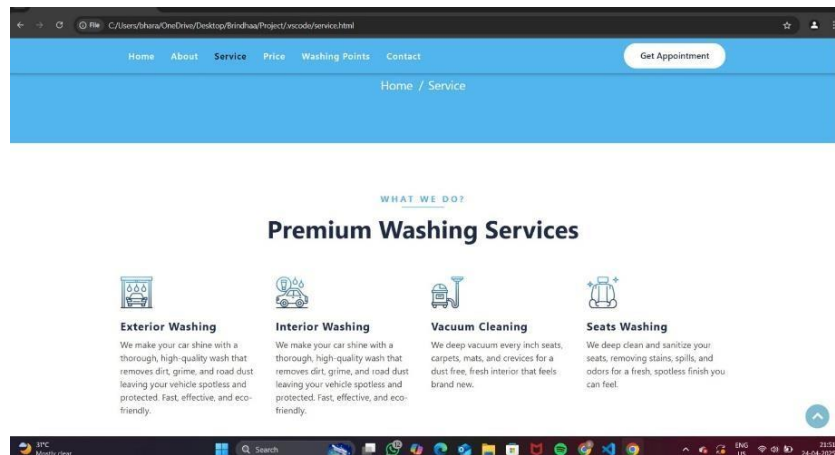 File C:/Users/bhara/OneDrive/Desktop/Brindhaa/Project/.vscode/service.html
Home About Service Price Washing Points Contact Get Appointment
Home / Service
WHAT WE DO?
Premium Washing Services
Exterior Washing
We make your car shine with a
thorough, high-quality wash that
removes dirt, grime, and road dust
leaving your vehicle spotless and
protected. Fast, effective, and eco-
friendly.
Interior Washing
We make your car shine with a
thorough, high-quality wash that
removes dirt, grime, and road dust
leaving your vehicle spotless and
protected. Fast, effective, and eco-
friendly.
Vacuum Cleaning
We deep vacuum every inch seats,
carpets, mats, and crevices for a
dust free, fresh interior that feels
brand new.
Seats Washing
We deep clean and sanitize your
seats, removing stains, spills, and
odors for a fresh, spotless finish you
can feel.
31°C
Mostly clear
Search
ENG
US
21:51